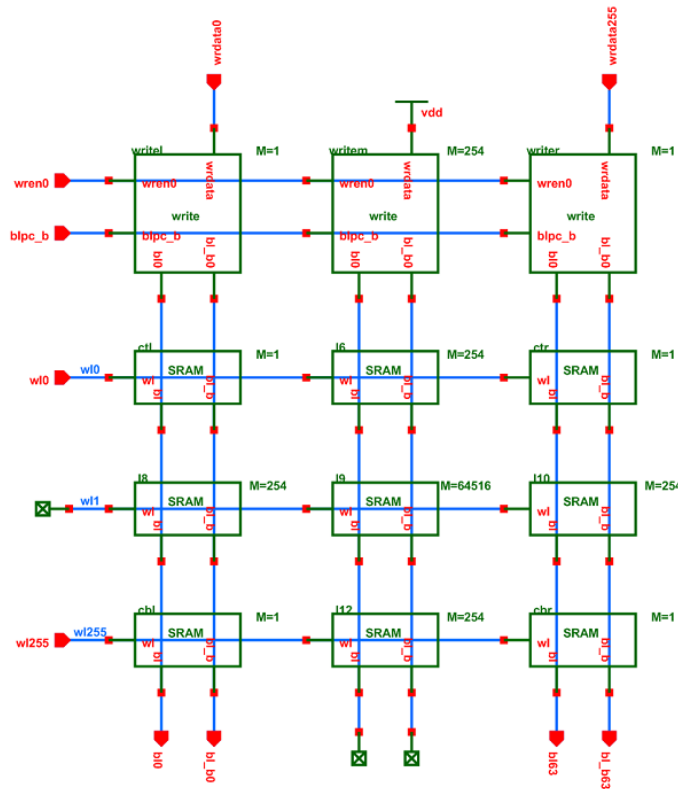 wrdata0
wrdata255
vdd
writel M=1 writem M=254 writer M=1
wren0 wren0 wrdata wren0 wren0 wrdata
write write write
blpc_b blpc_b blpc_b blpc_b
bl0 bl_b0 bl0 bl_b0 bl0 bl_b0
ctl M=1 I6 M=254 ctr M=1
wl0 wl0 wl SRAM wl SRAM wl SRAM
bl bl_b bl bl_b bl bl_b
I8 M=254 I9 M=64516 I10 M=254
wl1 wl SRAM wl SRAM wl SRAM
bl bl_b bl bl_b bl bl_b
cbl M=1 I12 M=254 cbr M=1
wl255 wl255 wl SRAM wl SRAM wl SRAM
bl bl_b bl bl_b bl bl_b
bl0 bl_b0 bl63 bl_b63